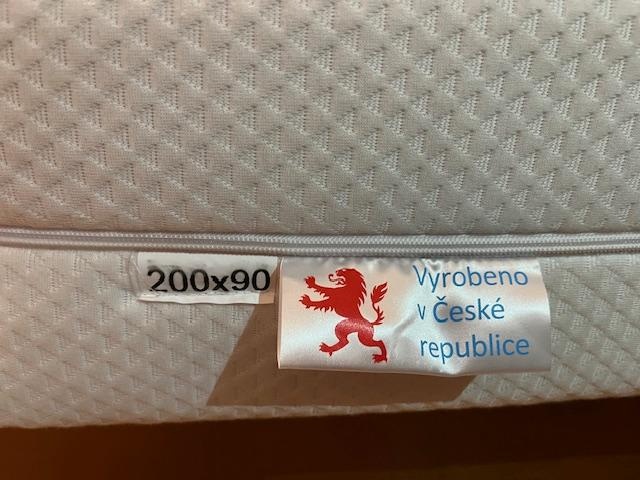 200x90
Vyrobeno
v České
republice